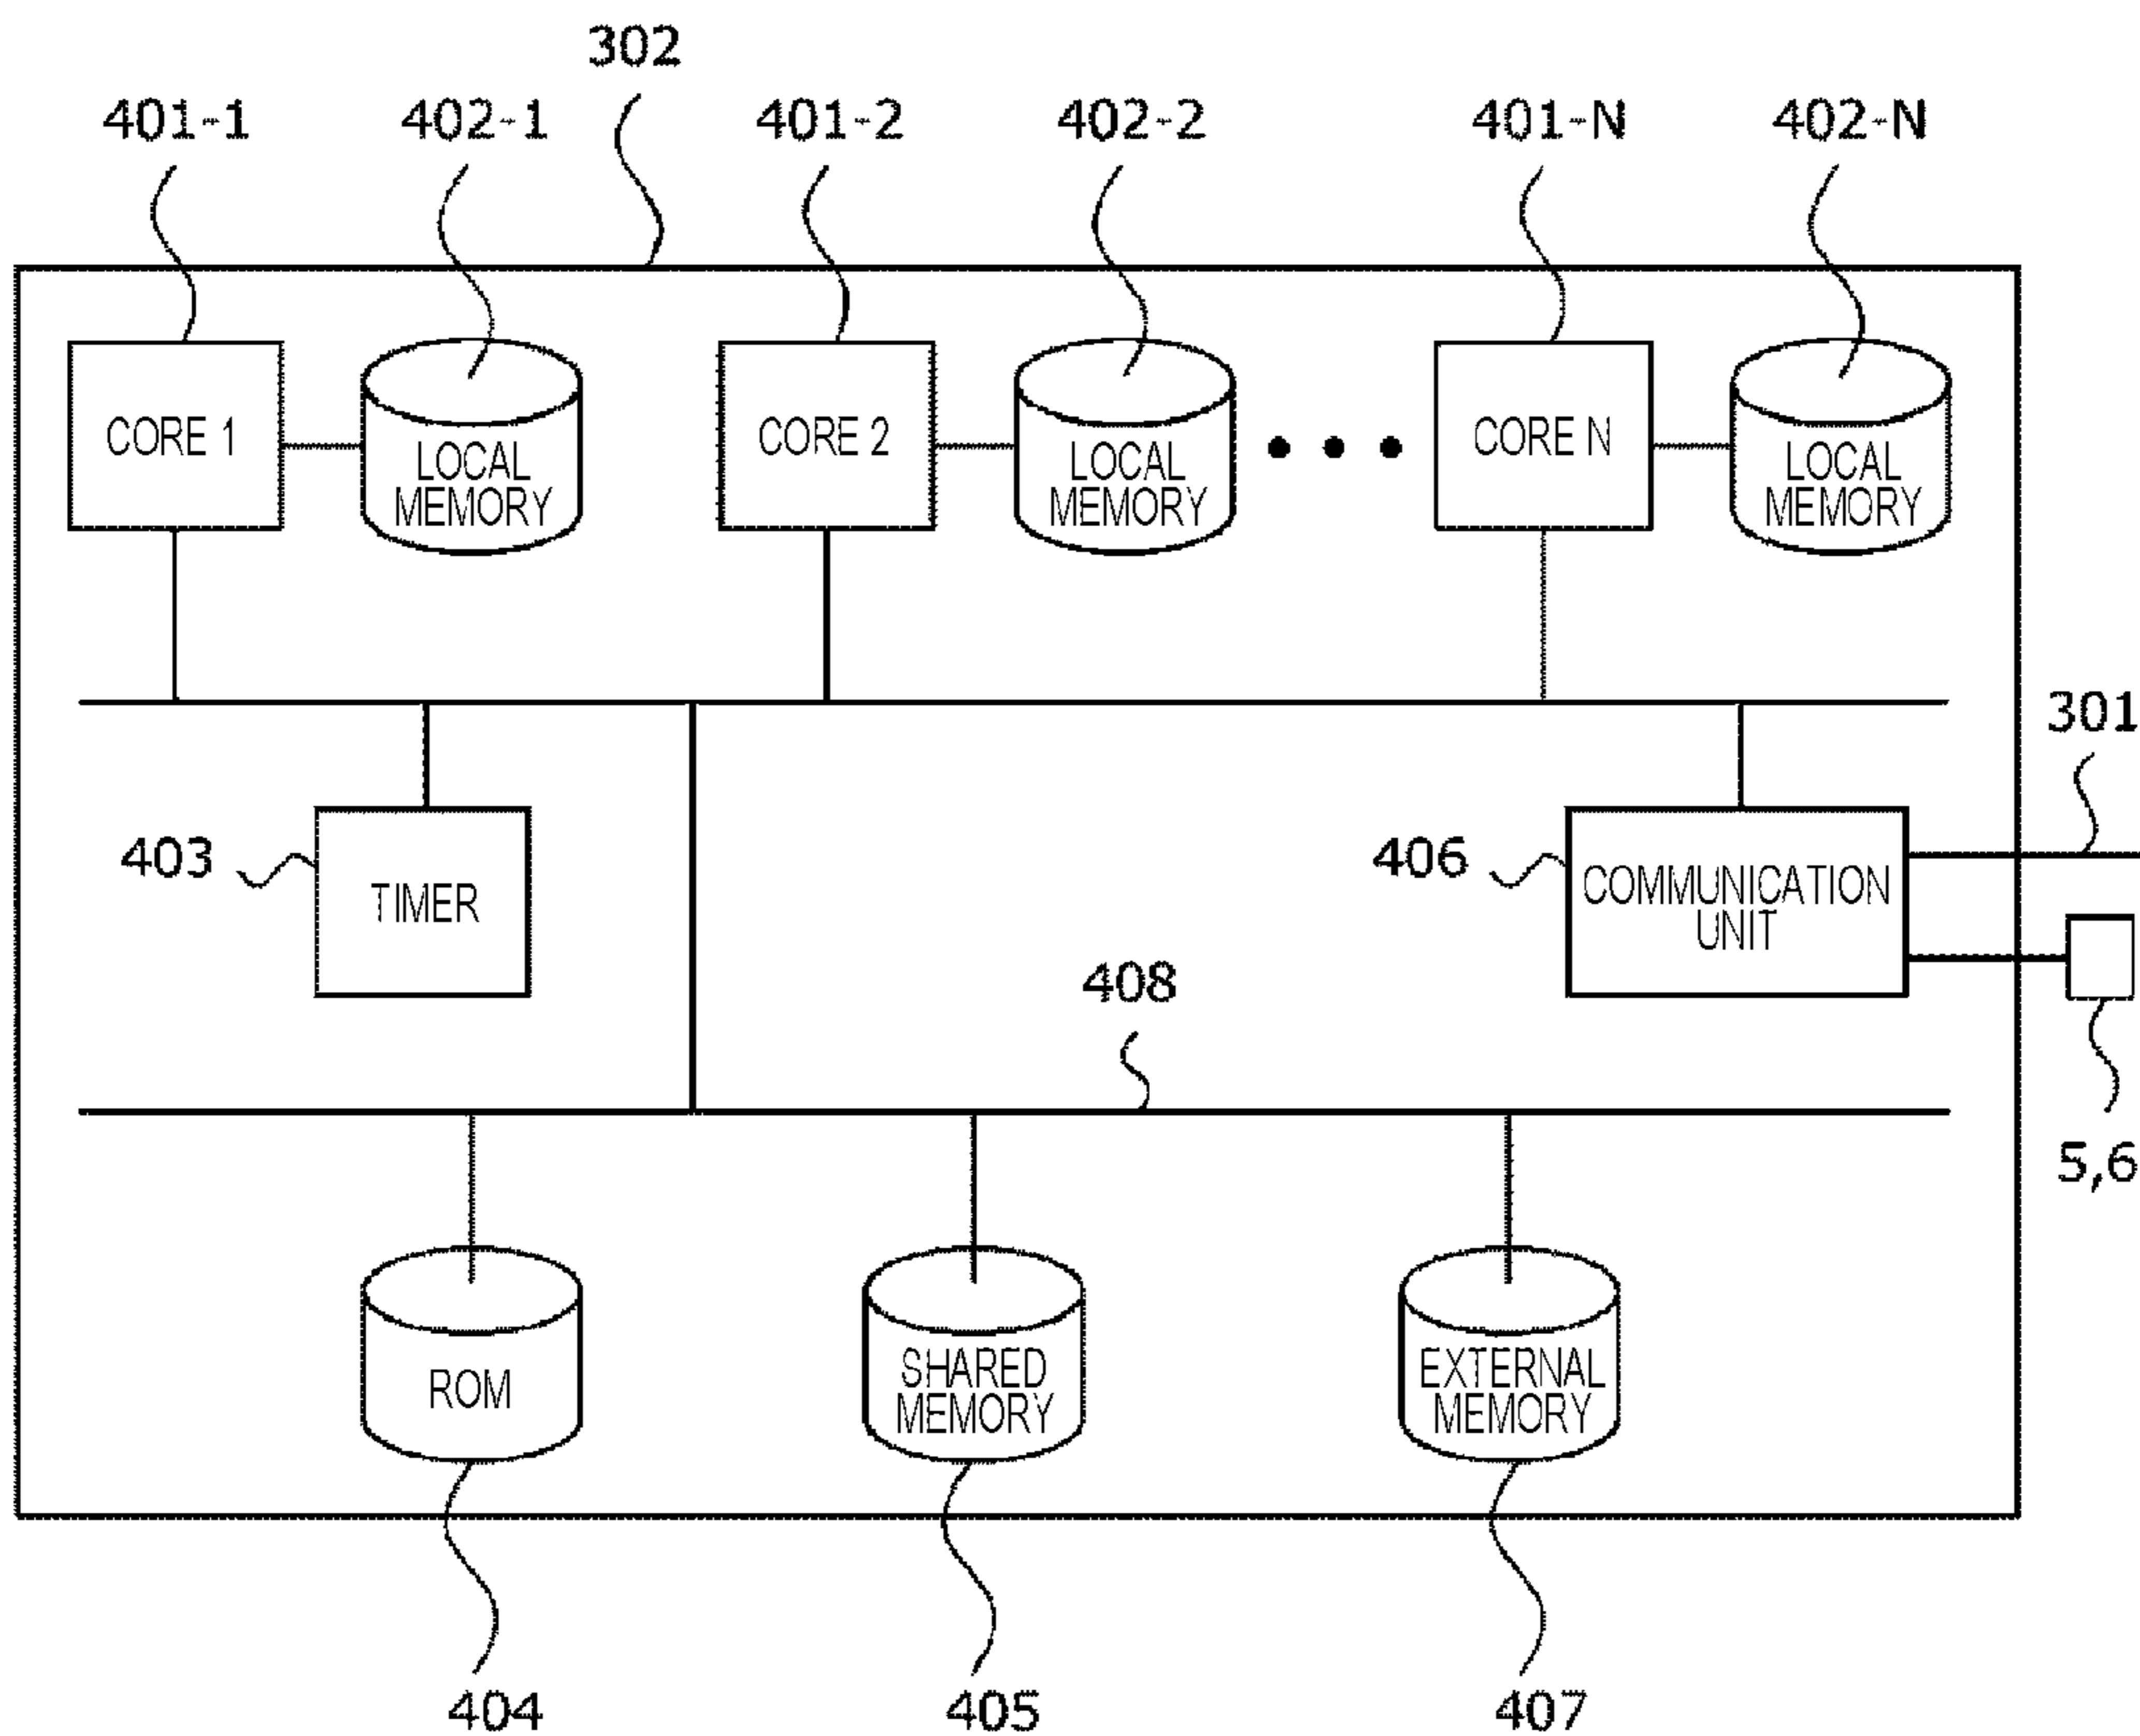 302
401-1 402-1 401-2 402-2 401-N 402-N
CORE 1
LOCAL
MEMORY
CORE 2
LOCAL
MEMORY
CORE N
LOCAL
MEMORY
301
403
TIMER
406
COMMUNICATION
UNIT
408
5,6
ROM
SHARED
MEMORY
EXTERNAL
MEMORY
404 405 407